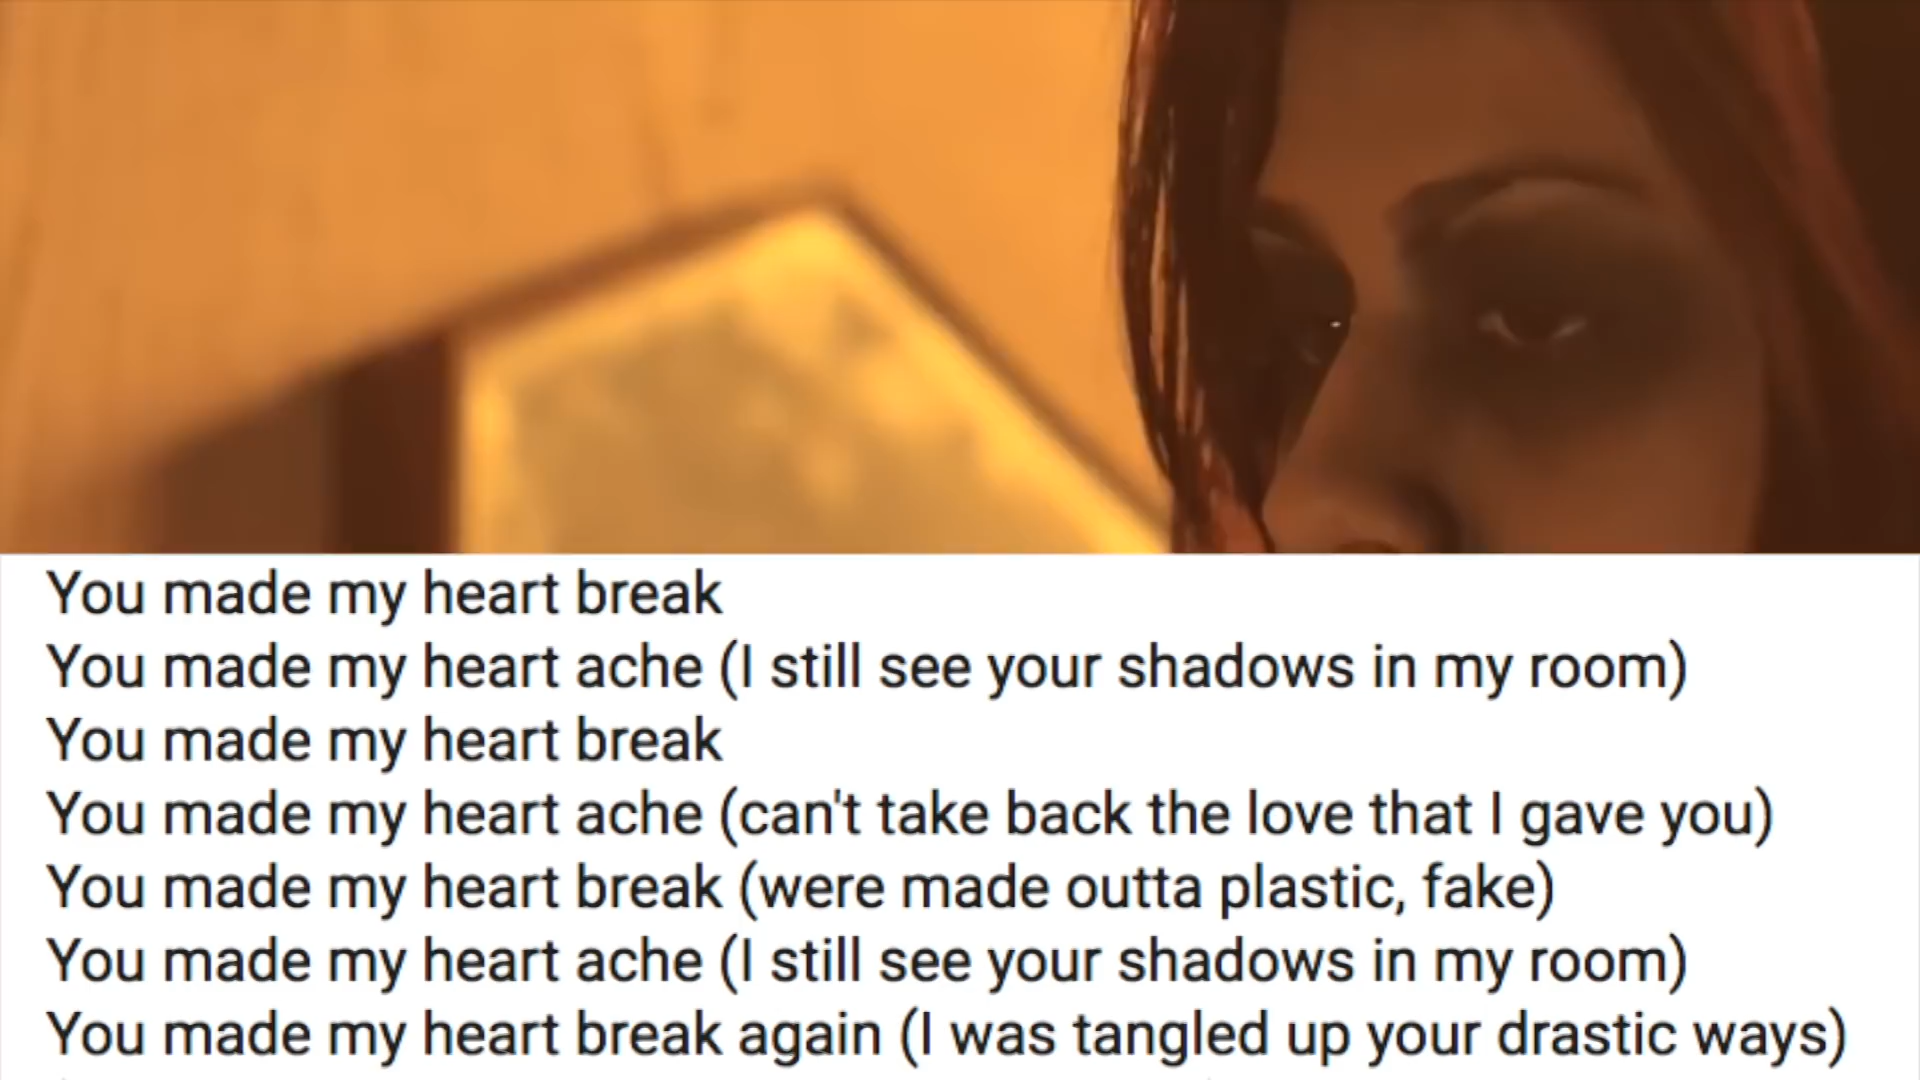 You made my heart break
You made my heart ache (I still see your shadows in my room)
You made my heart break
You made my heart ache (can't take back the love that I gave you)
You made my heart break (were made outta plastic, fake)
You made my heart ache (I still see your shadows in my room)
You made my heart break again (I was tangled up your drastic ways)